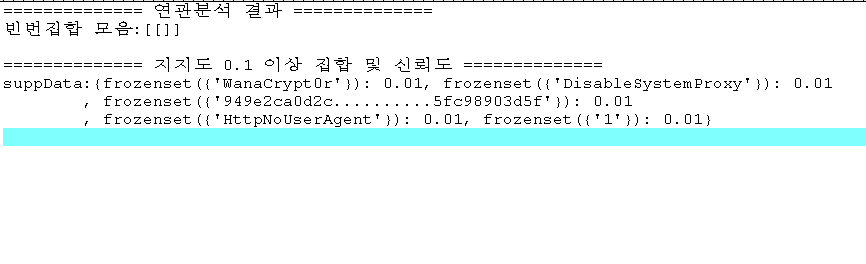 ============== 연관분석 결과 ==============
빈번집합 모음:[[]]
============== 지지도 0.1 이상 집합 및 신뢰도 ==============
suppData:{frozenset({'WanaCrypt0r'}): 0.01, frozenset({'DisableSystemProxy'}): 0.01
, frozenset({'949e2ca0d2c..........5fc98903d5f'}): 0.01
, frozenset({'HttpNoUserAgent'}): 0.01, frozenset({'1'}): 0.01}